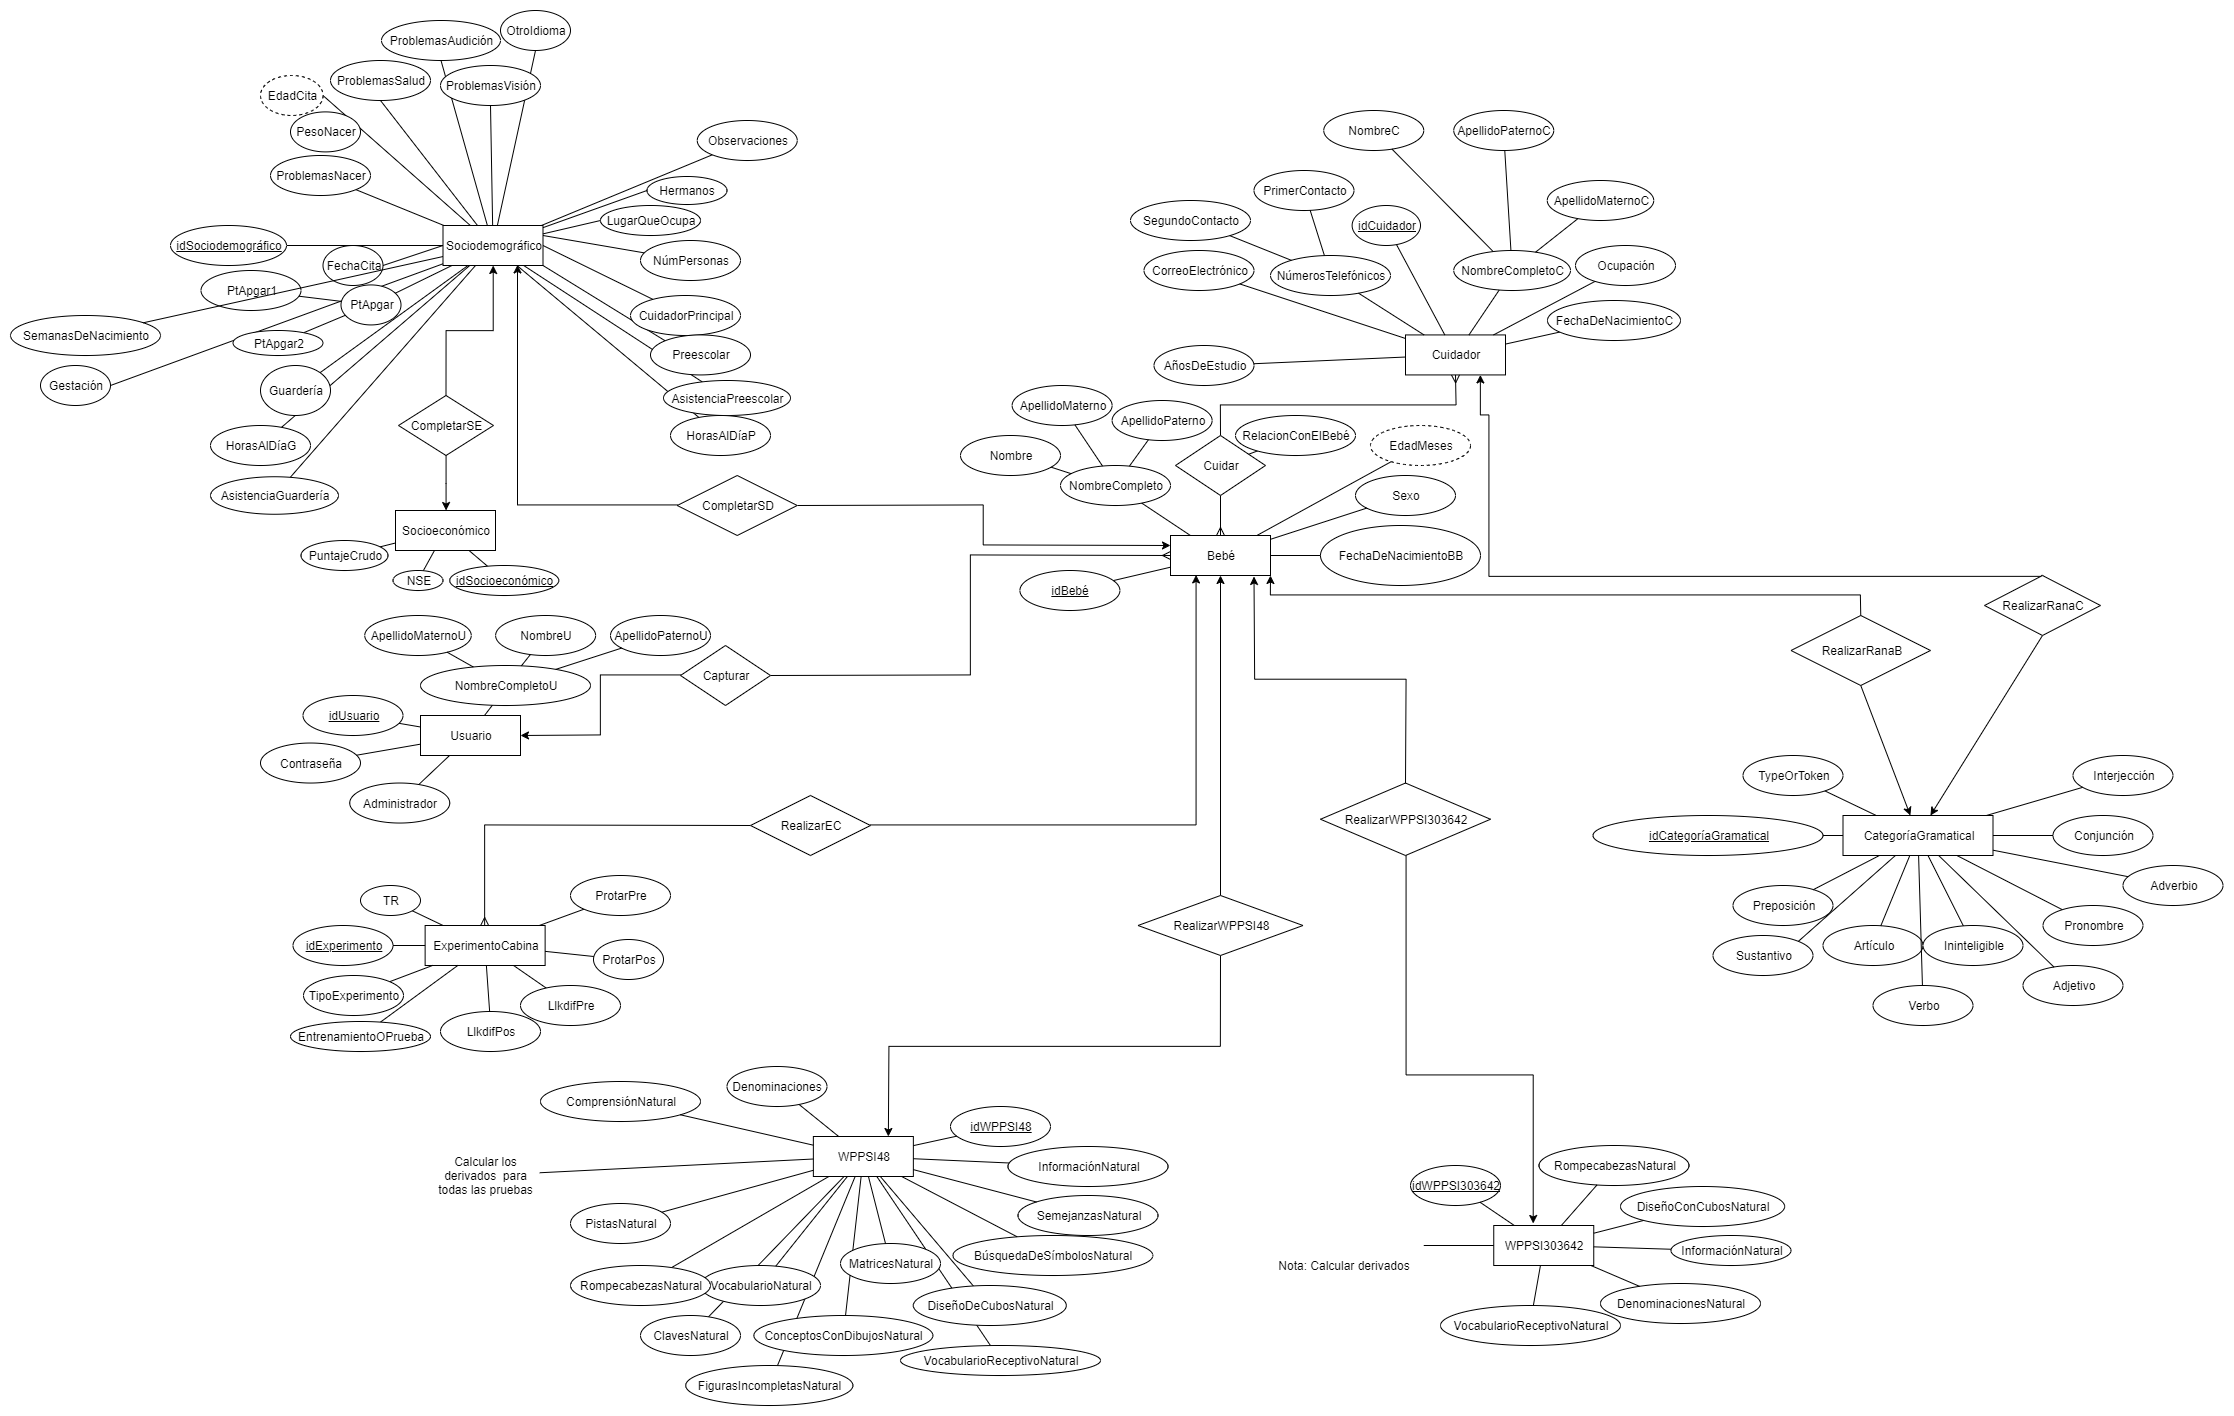 OtroIdioma
ProblemasAudición
ProblemasSalud
ProblemasVisión
EdadCita
PesoNacer
ProblemasNacer
Observaciones
Hermanos
LugarQueOcupa
NúmPersonas
Sociodemográfico
idSociodemográfico
FechaCita
PtApgar1
PtApgar
PtApgar2
SemanasDeNacimiento
Gestación
Guardería
HorasAlDíaG
AsistenciaGuardería
CuidadorPrincipal
Preescolar
AsistenciaPreescolar
HorasAlDíaP
CompletarSE
CompletarSD
Socioeconómico
PuntajeCrudo
NSE
idSocioeconómico
NombreC
ApellidoPaternoC
ApellidoMaternoC
PrimerContacto
SegundoContacto
idCuidador
CorreoElectrónico
NúmerosTelefónicos
NombreCompletoC
Ocupación
FechaDeNacimientoC
Cuidador
AñosDeEstudio
ApellidoMaterno
ApellidoPaterno
Nombre
NombreCompleto
RelacionConElBebé
Cuidar
EdadMeses
Sexo
FechaDeNacimientoBB
Bebé
idBebé
RealizarRanaC
RealizarRanaB
ApellidoMaternoU
NombreU
ApellidoPaternoU
NombreCompletoU
Capturar
idUsuario
Usuario
Contraseña
Administrador
RealizarEC
RealizarWPPSI303642
RealizarWPPSI48
TypeOrToken
Interjección
idCategoríaGramatical
CategoríaGramatical
Conjunción
Adverbio
Preposición
Pronombre
Sustantivo
Artículo
Ininteligible
Adjetivo
Verbo
TR
ProtarPre
idExperimento
ExperimentoCabina
ProtarPos
TipoExperimento
LlkdifPre
EntrenamientoOPrueba
LlkdifPos
Denominaciones
ComprensiónNatural
idWPPSI48
WPPSI48
InformaciónNatural
Calcular los
derivados para
todas las pruebas
PistasNatural
SemejanzasNatural
BúsquedaDeSímbolosNatural
MatricesNatural
RompecabezasNatural
VocabularioNatural
DiseñoDeCubosNatural
ClavesNatural
ConceptosConDibujosNatural
VocabularioReceptivoNatural
FigurasIncompletasNatural
RompecabezasNatural
idWPPSI303642
DiseñoConCubosNatural
WPPSI303642
InformaciónNatural
Nota: Calcular derivados
DenominacionesNatural
VocabularioReceptivoNatural